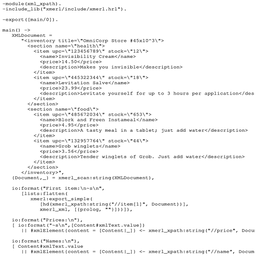 -module(xml_xpath).
-include_lib("xmerl/include/xmerl.hrl").
-export([main/0]).
main() ->
XMLDocument =
"<inventory title=\"OmniCorp Store #45x10^3\">
<section name=\"health\">
<item upc=\"123456789\" stock=\"12\">
<name>Invisibility Cream</name>
<price>14.50</price>
<description>Makes you invisible</description>
</item>
<item upc=\"445322344\" stock=\"18\">
<name>Levitation Salve</name>
<price>23.99</price>
<description>Levitate yourself for up to 3 hours per application</des
</item>
</section>
<section name=\"food\">
<item upc=\"485672034\" stock=\"653\">
<name>Blork and Freen Instameal</name>
<price>4.95</price>
<description>A tasty meal in a tablet; just add water</description>
</item>
<item upc=\"132957764\" stock=\"44\">
<name>Grob winglets</name>
<price>3.56</price>
<description>Tender winglets of Grob. Just add water</description>
</item>
</section>
</inventory>",
{Document,_} = xmerl_scan:string(XMLDocument),
io:format("First item:\n~s\n",
[lists:flatten(
xmerl:export_simple(
[hd(xmerl_xpath:string("//item[1]", Document))],
xmerl_xml, [{prolog, ""}]))]),
io:format("Prices:\n"),
[ io:format("~s\n",[Content#xmlText.value])
|| #xmlElement{content = [Content|_]} <- xmerl_xpath:string("//price", Docu
io:format("Names:\n"),
[ Content#xmlText.value
|| #xmlElement{content = [Content|_]} <- xmerl_xpath:string("//name", Docum